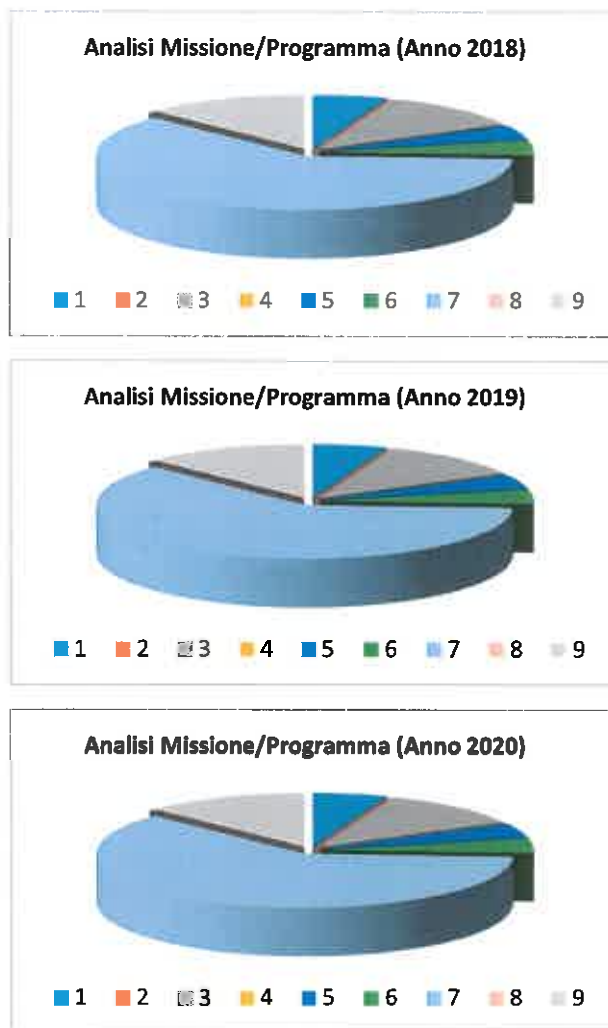 Analisi Missione/Programma (Anno 2018)
1 2 3 4 5 6 7 8 9
Analisi Missione/Programma (Anno 2019)
1 2 3 4 5 6 7 8 9
Analisi Missione/Programma (Anno 2020)
1 2 3 4 5 6 7 8 9